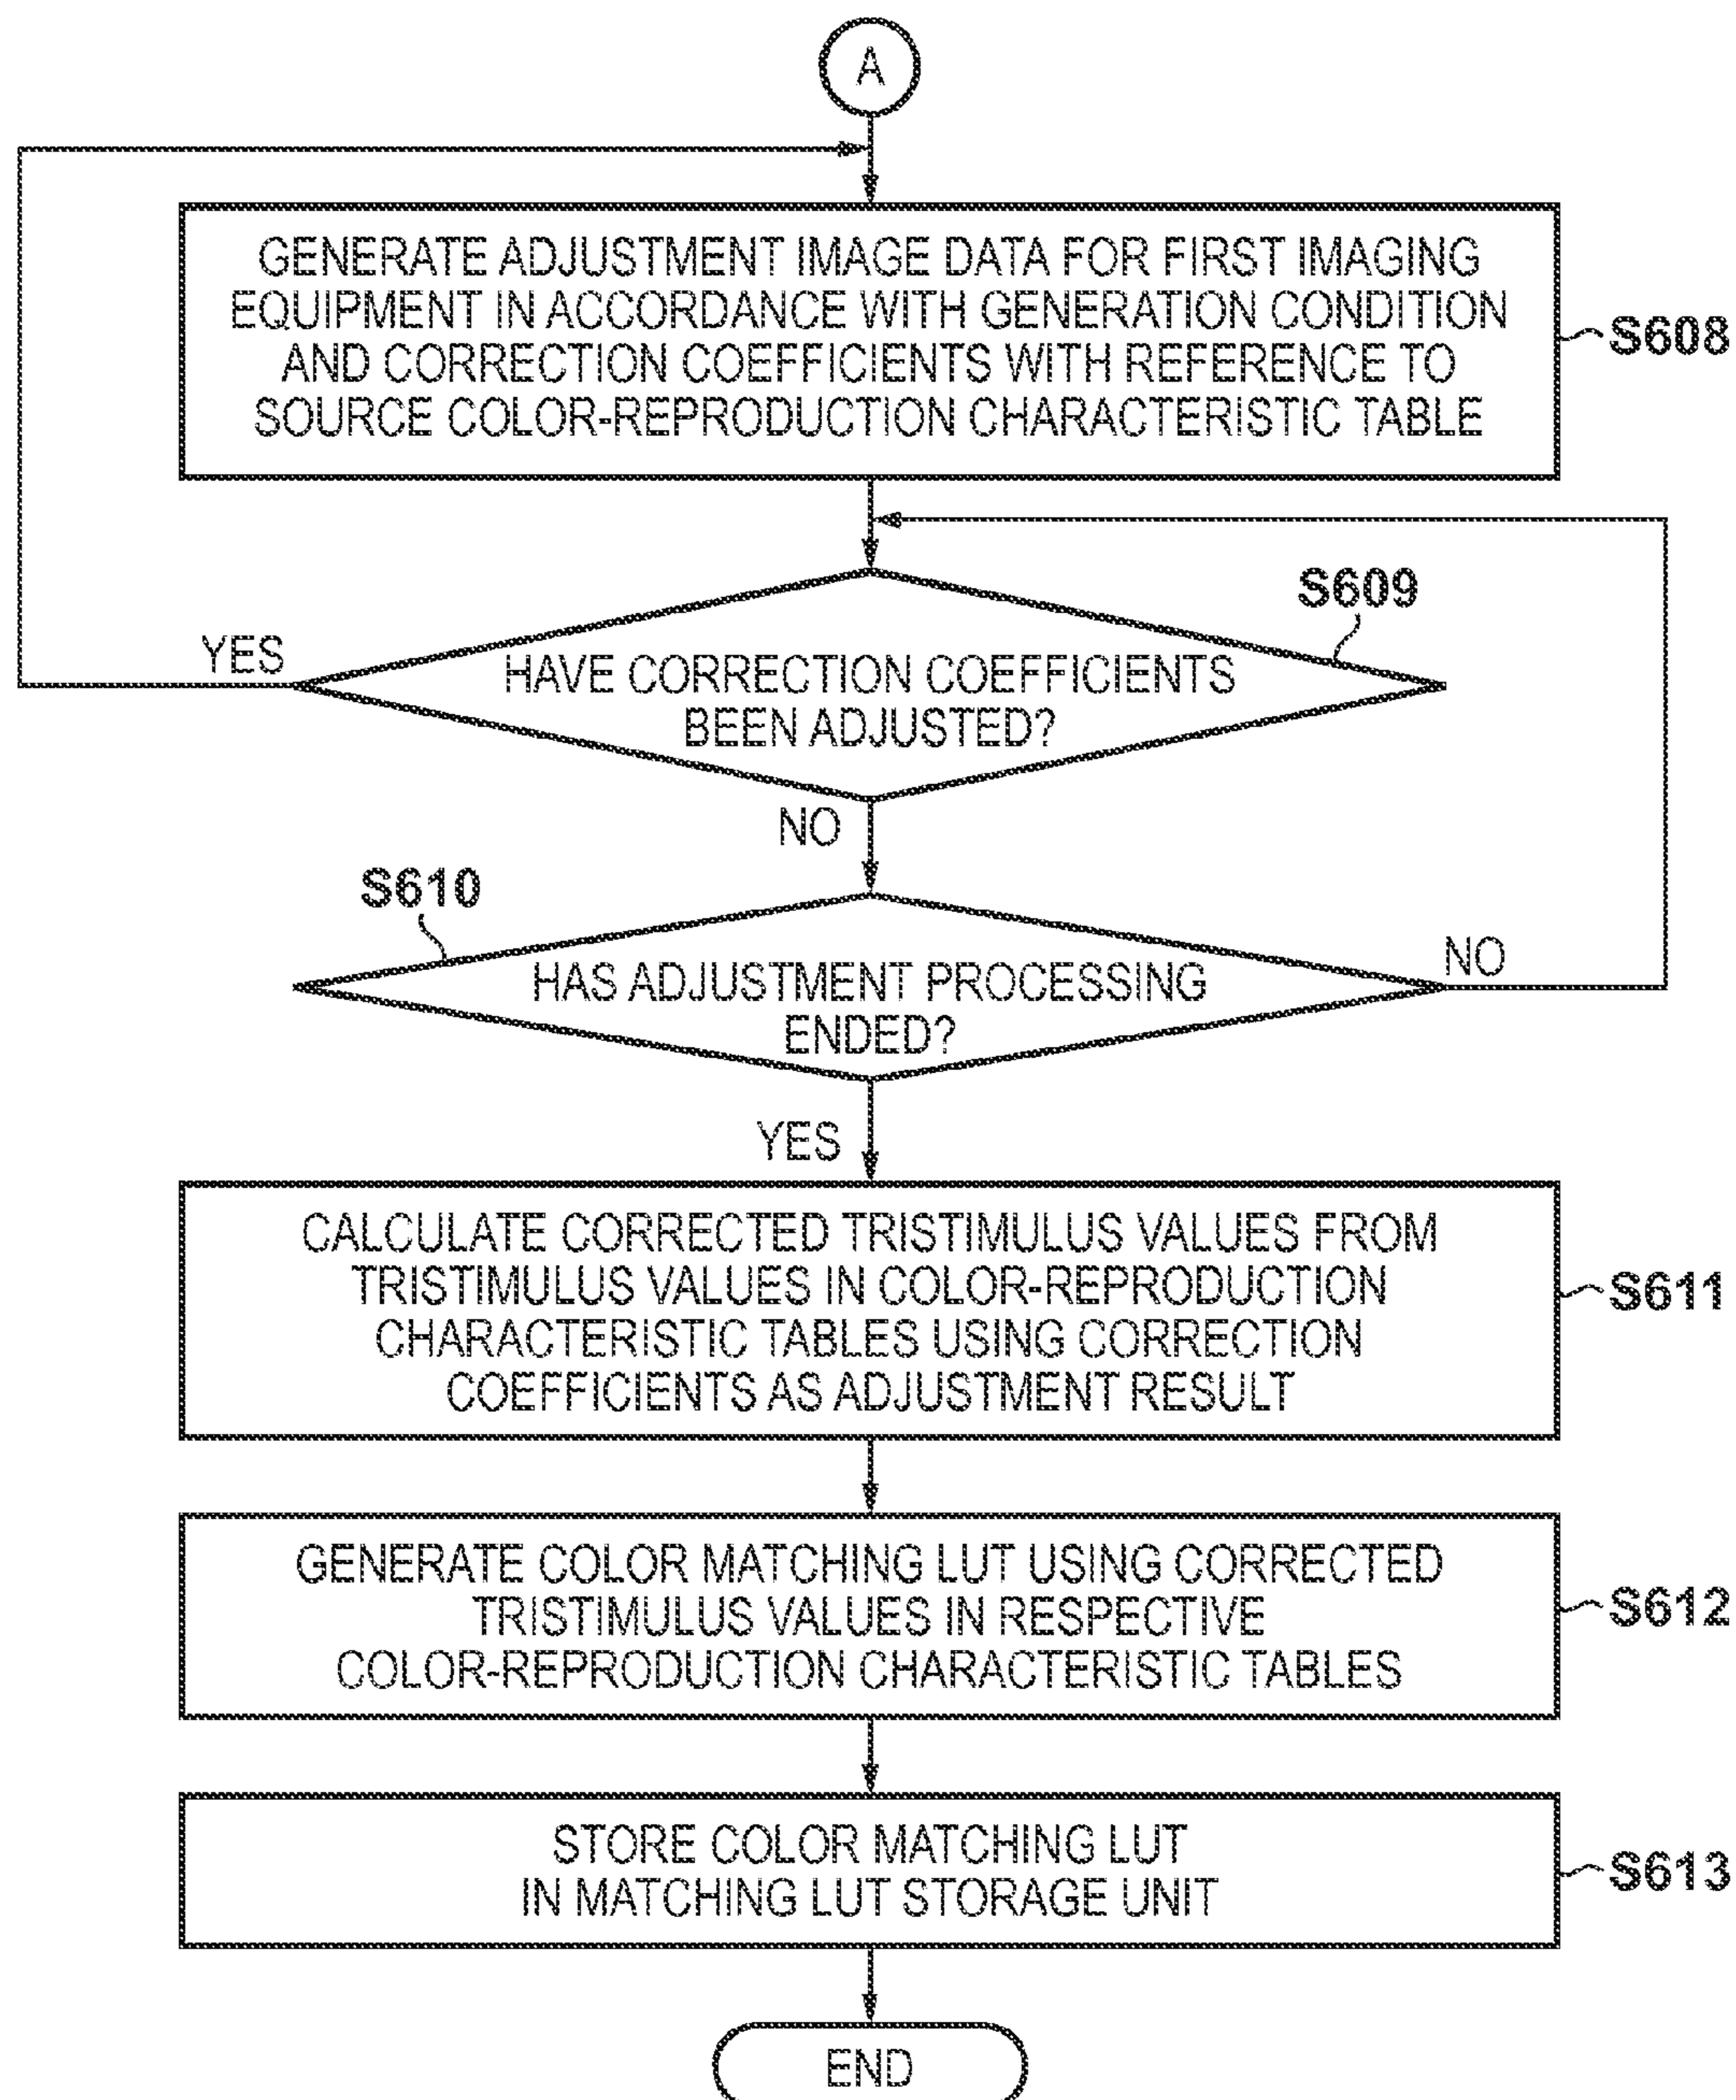 A
GENERATE ADJUSTMENT IMAGE DATA FOR FIRST IMAGING
EQUIPMENT IN ACCORDANCE WITH GENERATION CONDITION
AND CORRECTION COEFFICIENTS WITH REFERENCE TO
SOURCE COLOR-REPRODUCTION CHARACTERISTIC TABLE
S608
S609
YES
HAVE CORRECTION COEFFICIENTS
BEEN ADJUSTED?
NO
S610
HAS ADJUSTMENT PROCESSING
ENDED?
NO
YES
CALCULATE CORRECTED TRISTIMULUS VALUES FROM
TRISTIMULUS VALUES IN COLOR-REPRODUCTION
CHARACTERISTIC TABLES USING CORRECTION
COEFFICIENTS AS ADJUSTMENT RESULT
S611
GENERATE COLOR MATCHING LUT USING CORRECTED
TRISTIMULUS VALUES IN RESPECTIVE
COLOR-REPRODUCTION CHARACTERISTIC TABLES
S612
STORE COLOR MATCHING LUT
IN MATCHING LUT STORAGE UNIT
S613
END